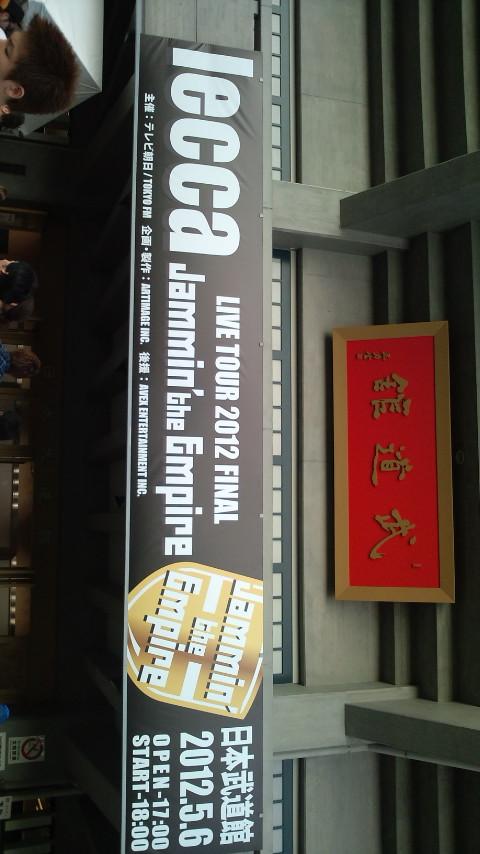 館道武
lecca
LIVE TOUR 2012 FINAL
Jammin' the Empire
主催：テレビ朝日 / TOKYO FM 企画・製作：ARTIMAGE INC. 後援：AVEX ENTERTAINMENT INC.
Jammin'
the
Empire
日本武道館
2012.5.6
OPEN-17:00
START-18:00